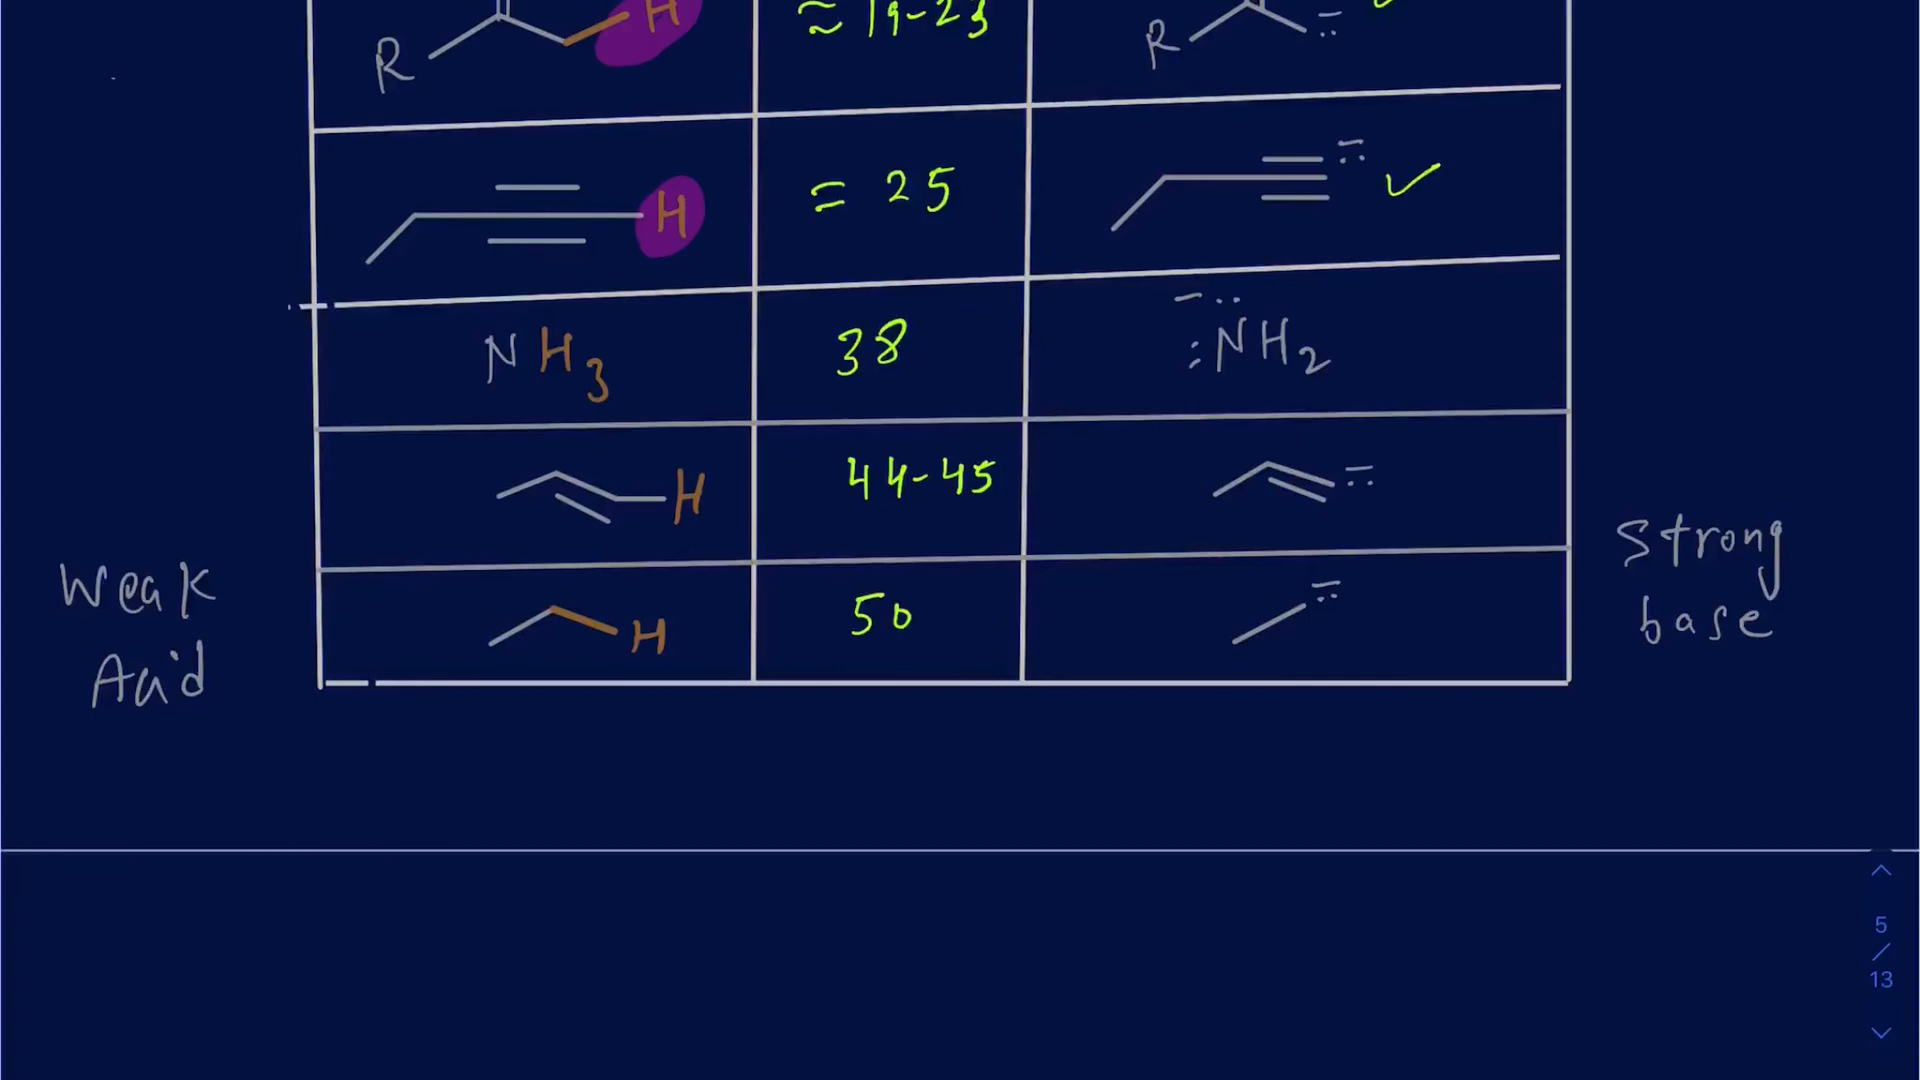 R H ≈ 19-23 R
H = 25
NH3 38 :NH2
H 44-45
Strong
base
Weak
Acid
H 50
5
/
13